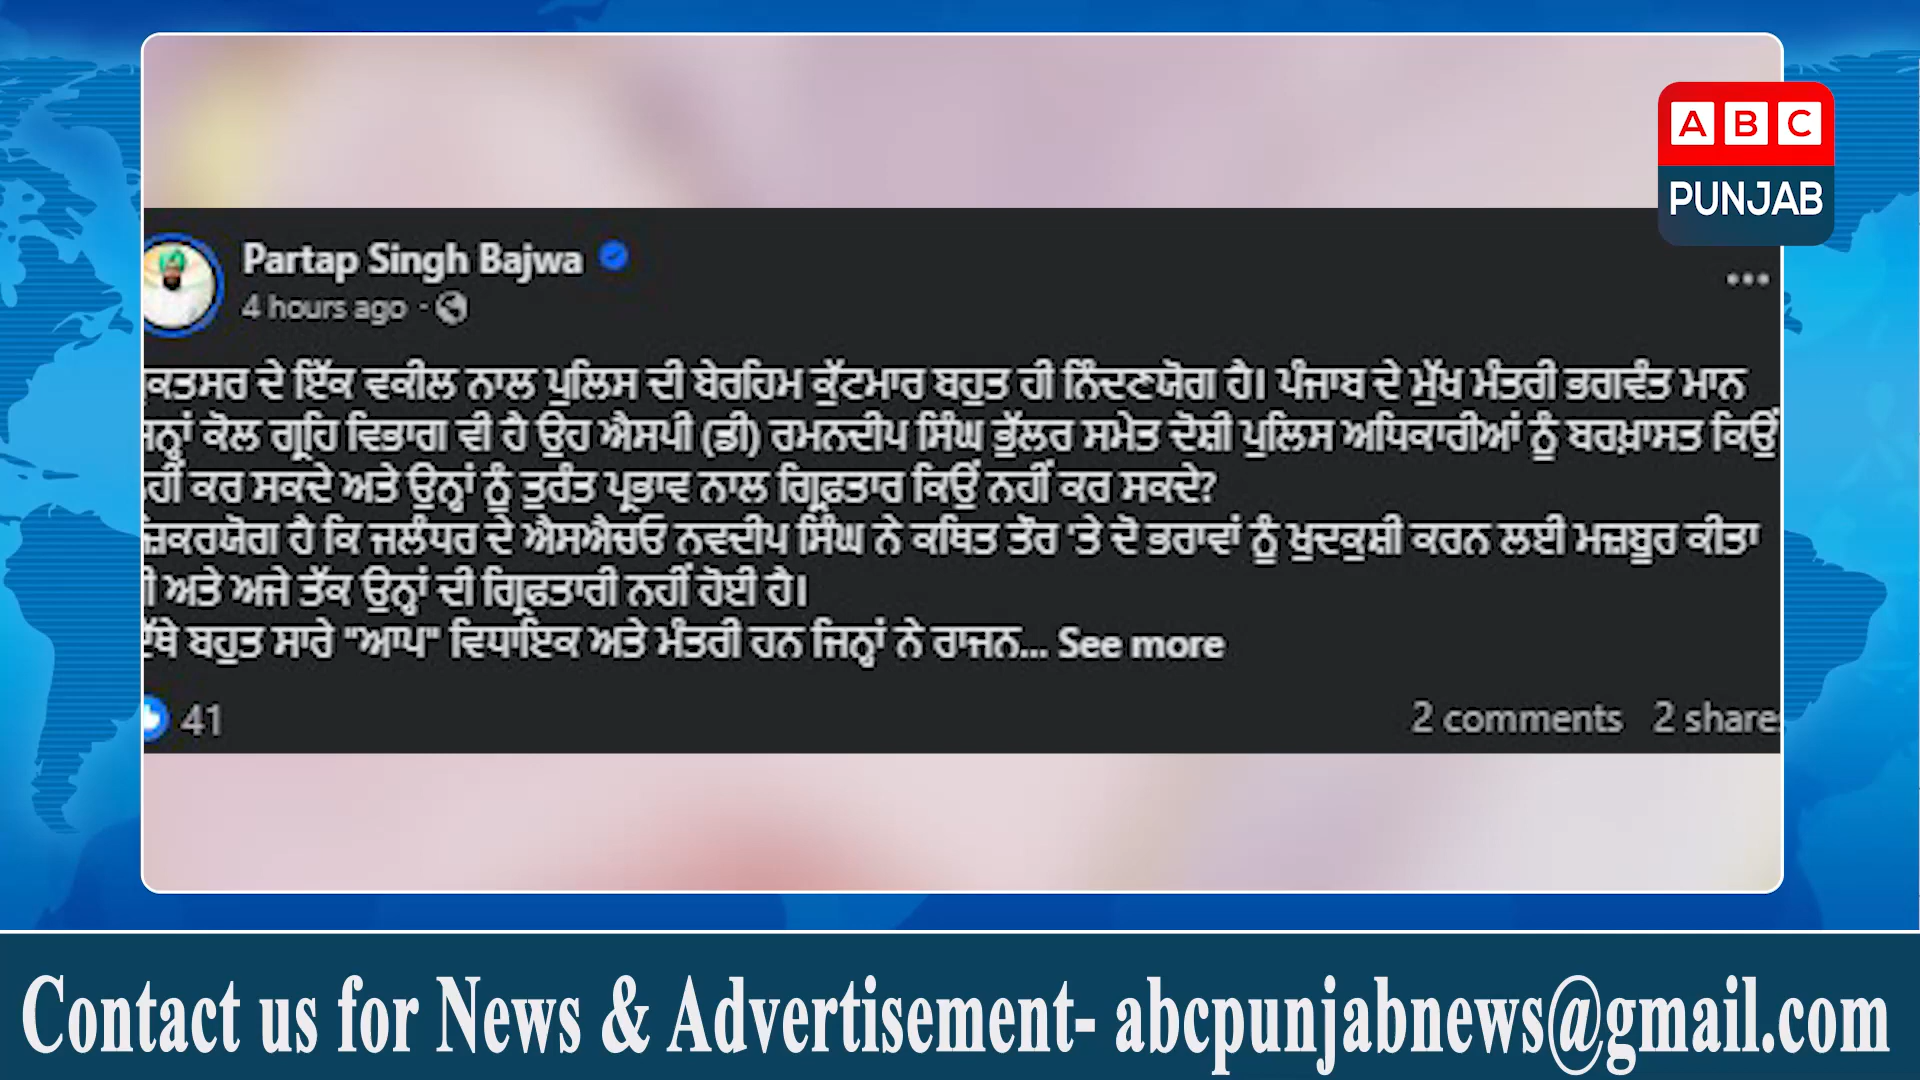 A B C
PUNJAB
Partap Singh Bajwa
4 hours ago ·
ਕਤਸਰ ਦੇ ਇੱਕ ਵਕੀਲ ਨਾਲ ਪੁਲਿਸ ਦੀ ਬੇਰਹਿਮ ਕੁੱਟਮਾਰ ਬਹੁਤ ਹੀ ਨਿੰਦਣਯੋਗ ਹੈ। ਪੰਜਾਬ ਦੇ ਮੁੱਖ ਮੰਤਰੀ ਭਗਵੰਤ ਮਾਨ
ਕੋਲ ਗ੍ਰਹਿ ਵਿਭਾਗ ਵੀ ਹੈ ਉਹ ਐਸਪੀ (ਡੀ) ਰਮਨਦੀਪ ਸਿੰਘ ਭੁੱਲਰ ਸਮੇਤ ਦੋਸ਼ੀ ਪੁਲਿਸ ਅਧਿਕਾਰੀਆਂ ਨੂੰ ਬਰਖ਼ਾਸਤ ਕਿਉਂ
ਹੀਂ ਕਰ ਸਕਦੇ ਅਤੇ ਉਨ੍ਹਾਂ ਨੂੰ ਤੁਰੰਤ ਪ੍ਰਭਾਵ ਨਾਲ ਗ੍ਰਿਫ਼ਤਾਰ ਕਿਉਂ ਨਹੀਂ ਕਰ ਸਕਦੇ?
ਜ਼ਿਕਰਯੋਗ ਹੈ ਕਿ ਜਲੰਧਰ ਦੇ ਐਸਐਚਓ ਨਵਦੀਪ ਸਿੰਘ ਨੇ ਕਥਿਤ ਤੌਰ 'ਤੇ ਦੋ ਭਰਾਵਾਂ ਨੂੰ ਖੁਦਕੁਸ਼ੀ ਕਰਨ ਲਈ ਮਜ਼ਬੂਰ ਕੀਤਾ
ਅਤੇ ਅਜੇ ਤੱਕ ਉਨ੍ਹਾਂ ਦੀ ਗ੍ਰਿਫਤਾਰੀ ਨਹੀਂ ਹੋਈ ਹੈ।
ਬਹੁਤ ਸਾਰੇ "ਆਪ" ਵਿਧਾਇਕ ਅਤੇ ਮੰਤਰੀ ਹਨ ਜਿਨ੍ਹਾਂ ਨੇ ਰਾਜਨ... See more
41
2 comments 2 share
Contact us for News & Advertisement- abcpunjabnews@gmail.com